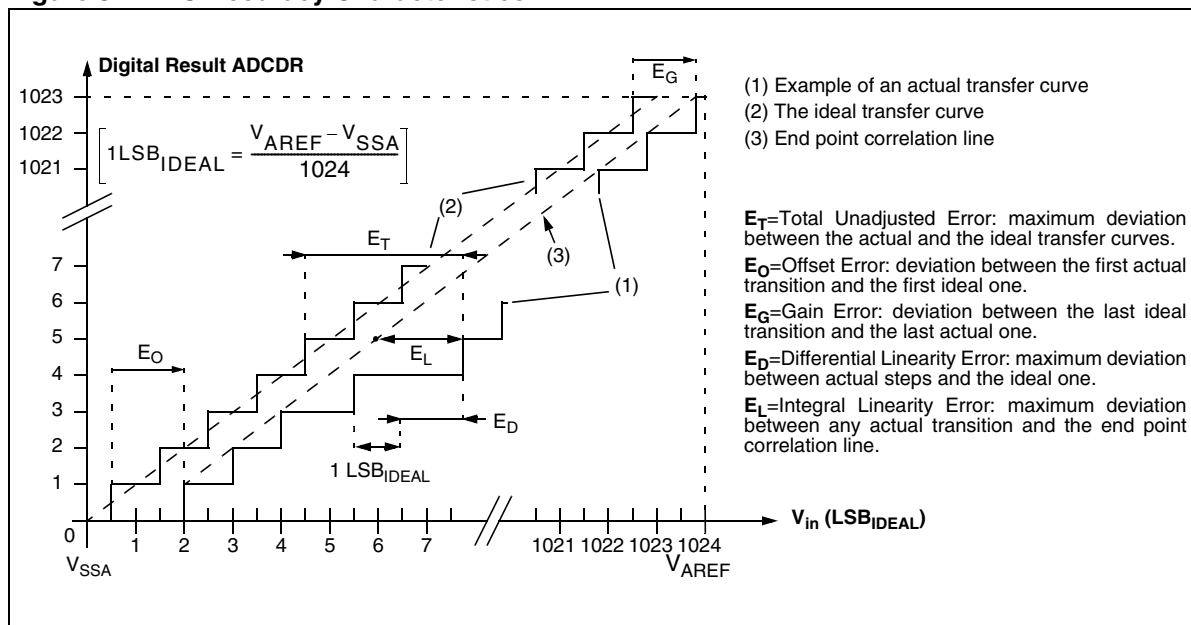 Digital Result ADCDR
E_G
1023
1022
1021
[1LSB_IDEAL = (V_AREF – V_SSA) / 1024]
(2)
E_T
(3)
(1)
7
6
5
4
3
2
1
0
E_O
E_L
E_D
1 LSB_IDEAL
1 2 3 4 5 6 7 1021 1022 1023 1024
V_in (LSB_IDEAL)
V_SSA
V_AREF
(1) Example of an actual transfer curve
(2) The ideal transfer curve
(3) End point correlation line
E_T=Total Unadjusted Error: maximum deviation
between the actual and the ideal transfer curves.
E_O=Offset Error: deviation between the first actual
transition and the first ideal one.
E_G=Gain Error: deviation between the last ideal
transition and the last actual one.
E_D=Differential Linearity Error: maximum deviation
between actual steps and the ideal one.
E_L=Integral Linearity Error: maximum deviation
between any actual transition and the end point
correlation line.